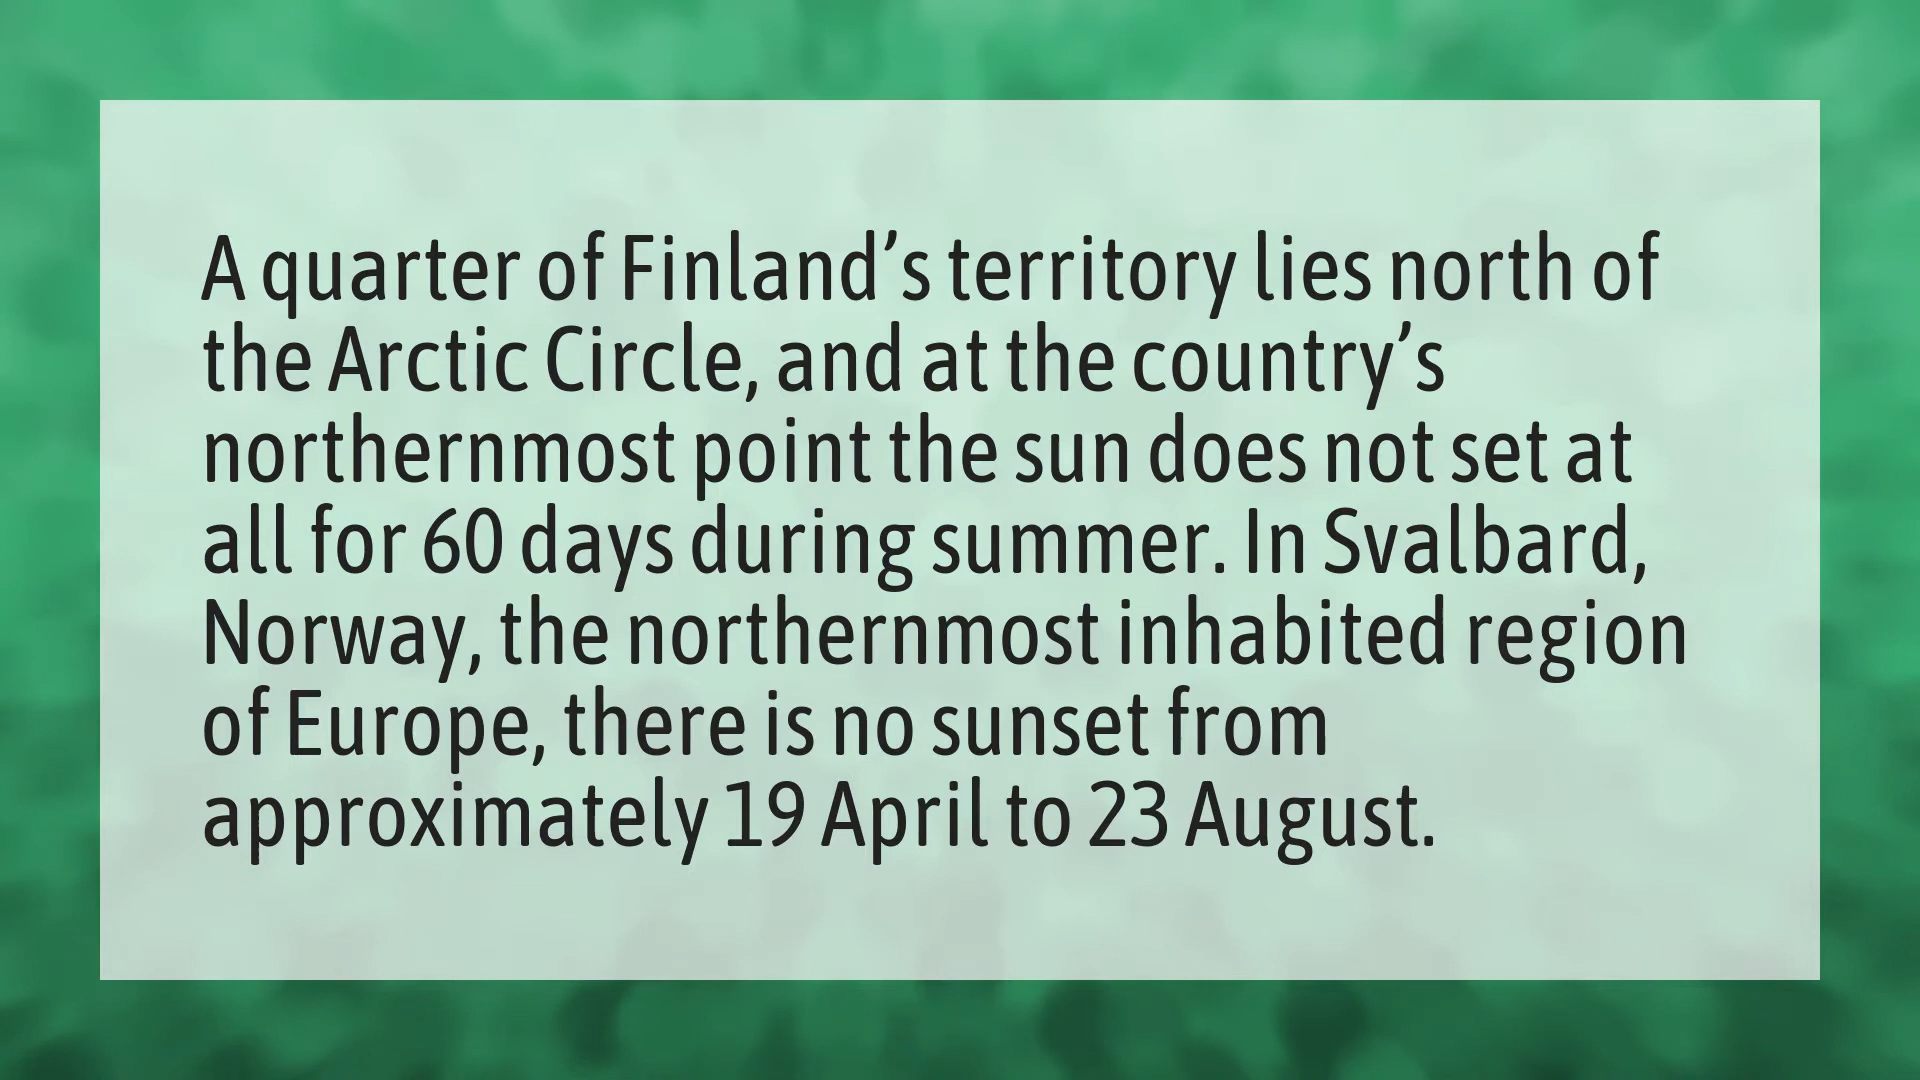 A quarter of Finland’s territory lies north of
the Arctic Circle, and at the country’s
northernmost point the sun does not set at
all for 60 days during summer. In Svalbard,
Norway, the northernmost inhabited region
of Europe, there is no sunset from
approximately 19 April to 23 August.